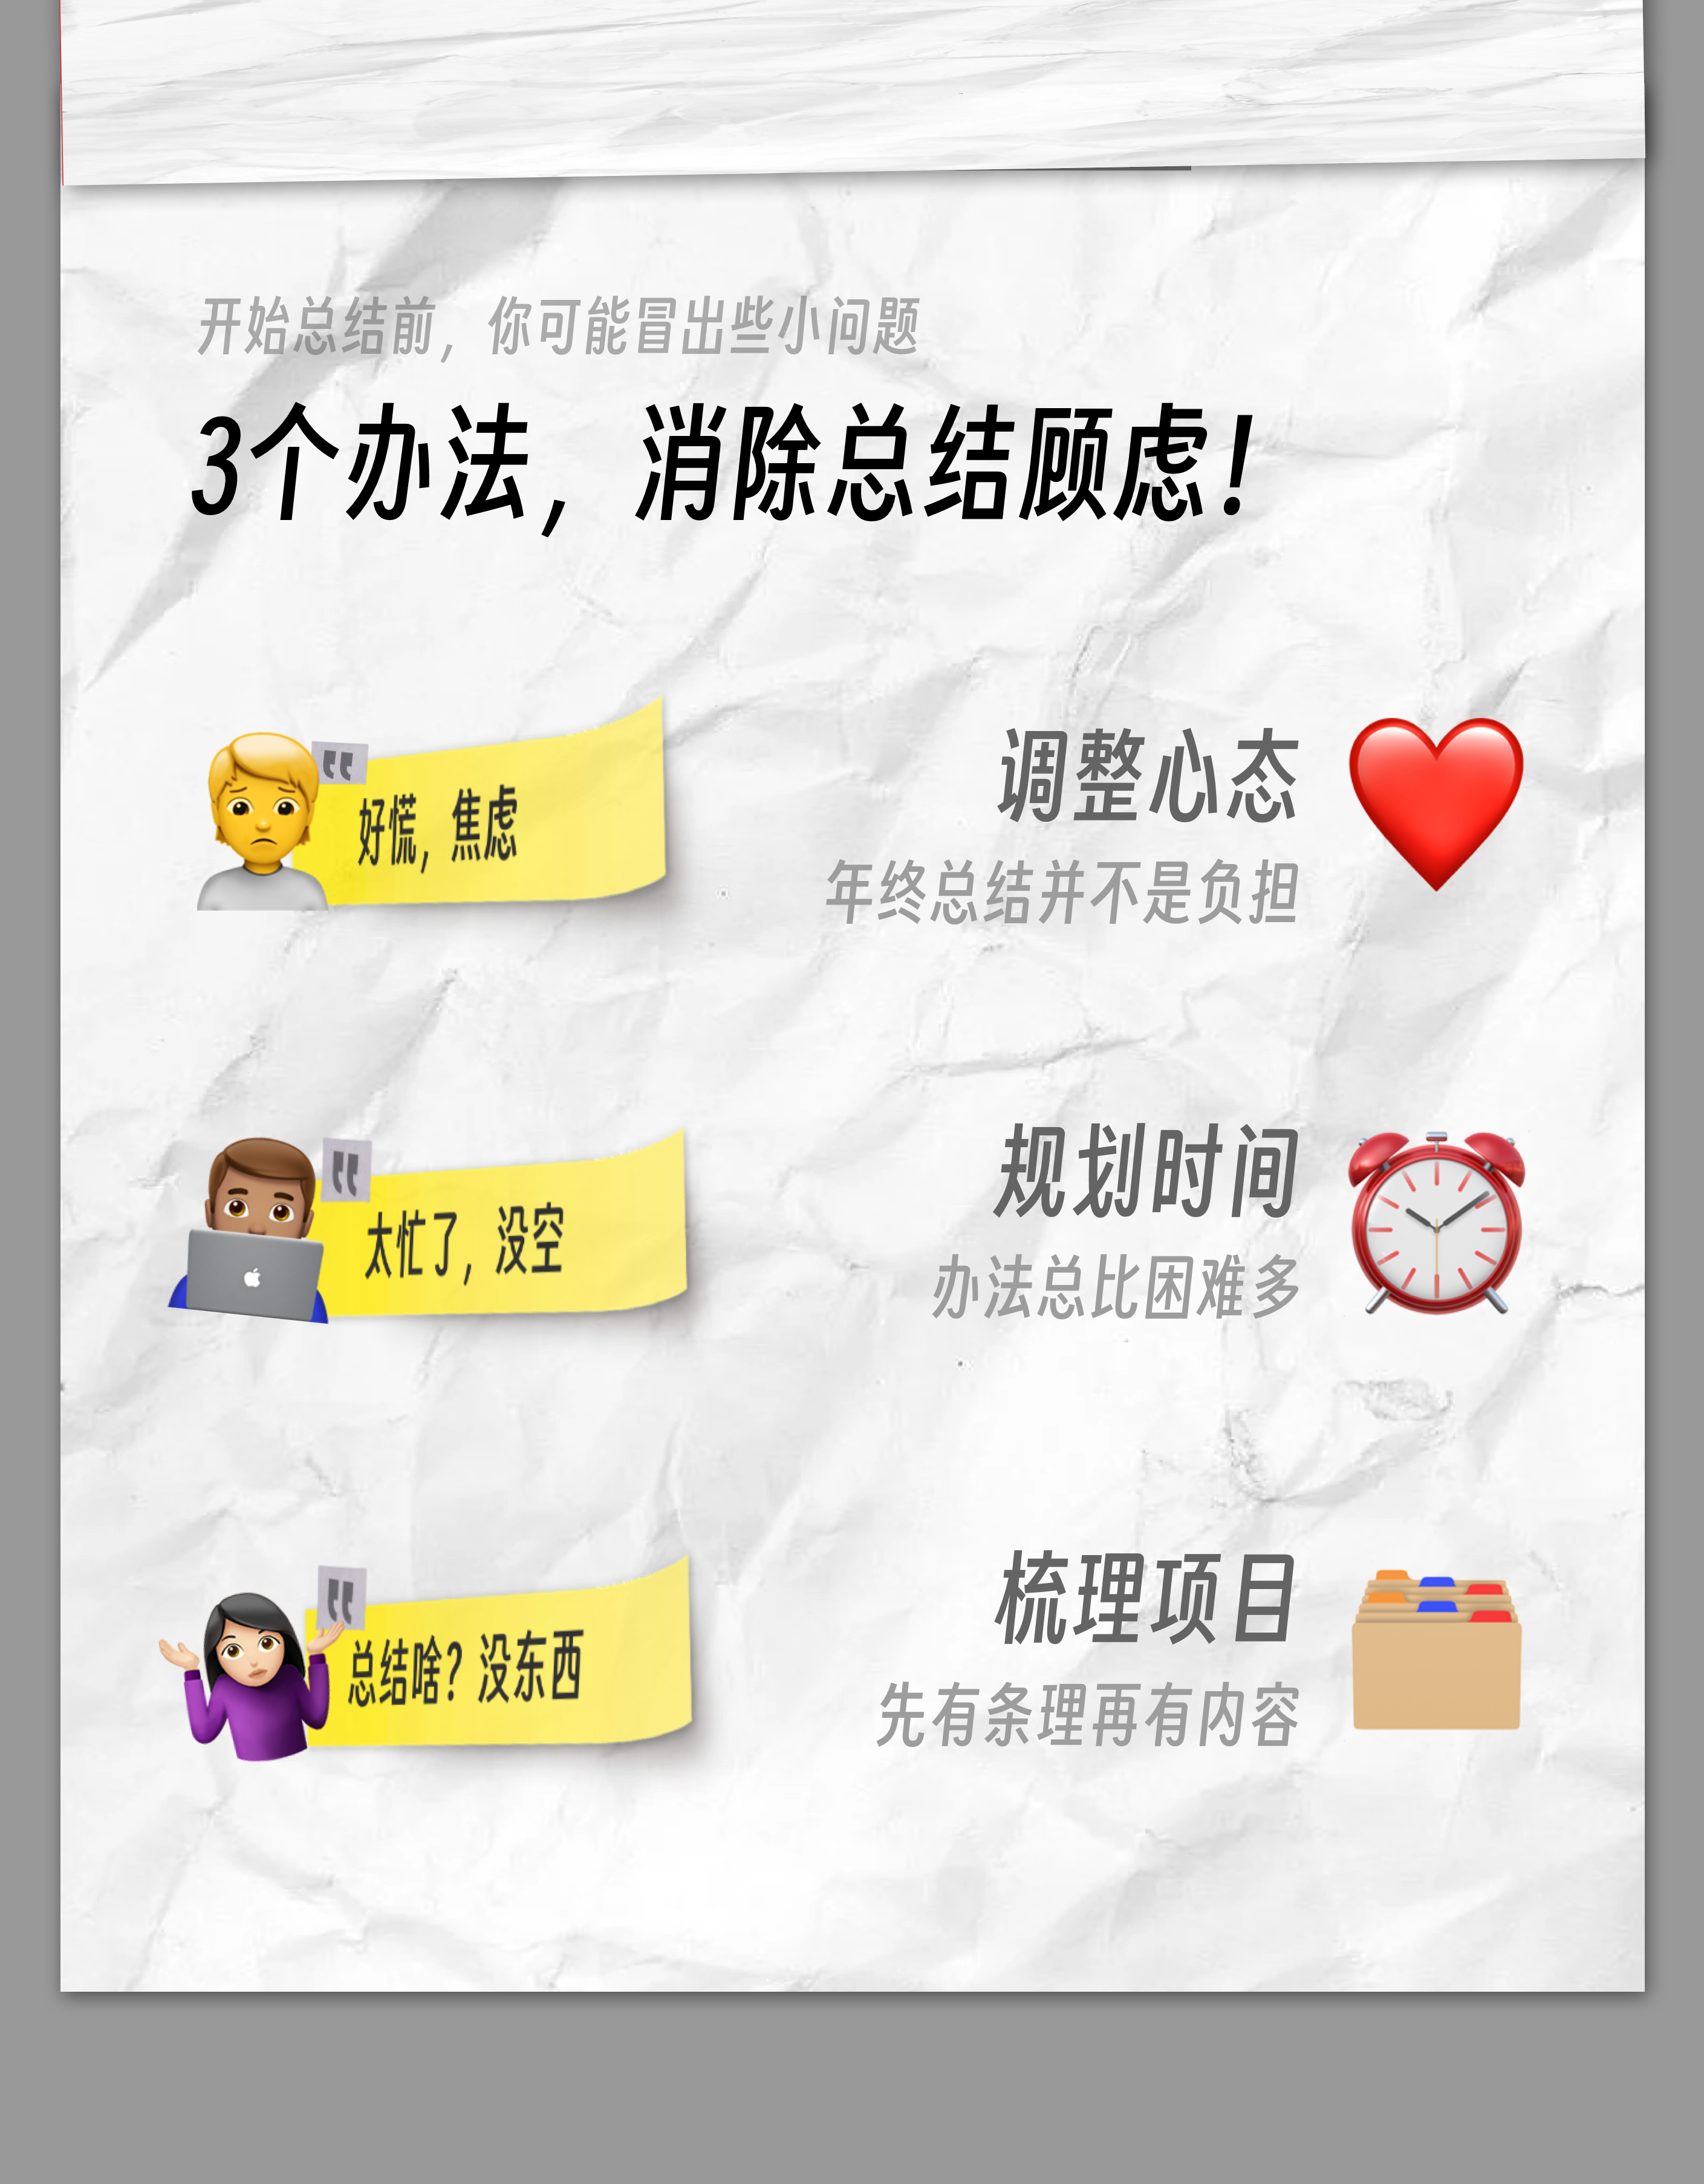 开始总结前，你可能冒出些小问题
3个办法，消除总结顾虑！
好慌，焦虑
调整心态
年终总结并不是负担
太忙了，没空
规划时间
办法总比困难多
总结啥？没东西
梳理项目
先有条理再有内容